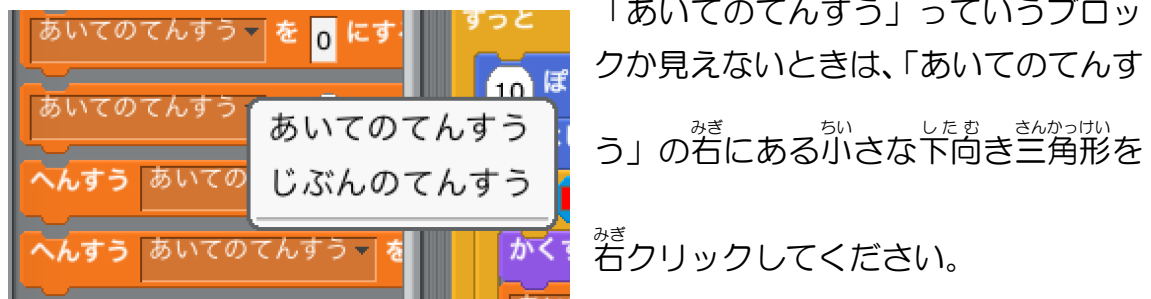 あいてのてんすう を 0 にす
ずっと
10 ぽ
あいてのてんすう
あいてのてんすう
じぶんのてんすう
へんすう あいての
へんすう あいてのてんすう を
かくす
「あいてのてんすう」っていうブロッ
クか見えないときは、「あいてのてんす
みぎ ちい したむ さんかっけい
う」の右にある小さな下向き三角形を
みぎ
右クリックしてください。